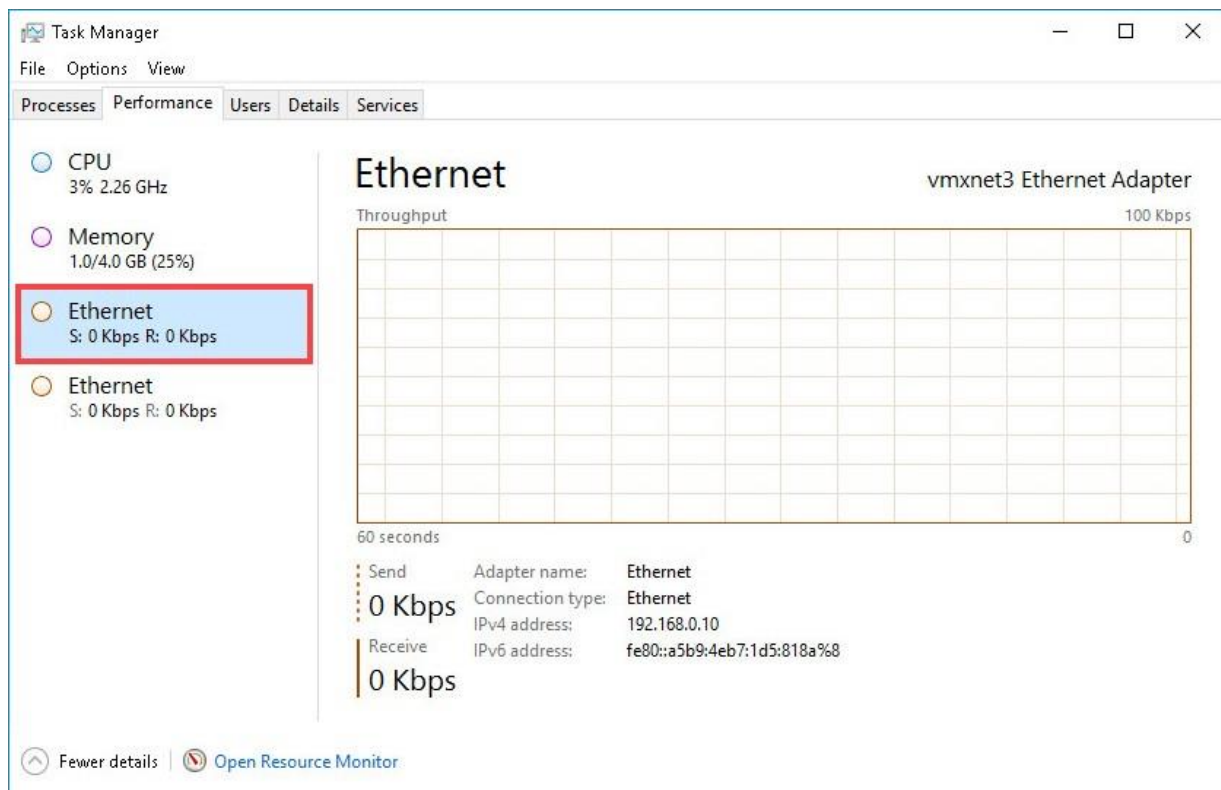 Task Manager
File Options View
Processes Performance Users Details Services
CPU
3% 2.26 GHz
Memory
1.0/4.0 GB (25%)
Ethernet
S: 0 Kbps R: 0 Kbps
Ethernet
S: 0 Kbps R: 0 Kbps
Ethernet
vmxnet3 Ethernet Adapter
Throughput
100 Kbps
60 seconds
0
Send
0 Kbps
Receive
0 Kbps
Adapter name: Ethernet
Connection type: Ethernet
IPv4 address: 192.168.0.10
IPv6 address: fe80::a5b9:4eb7:1d5:818a%8
Fewer details
Open Resource Monitor